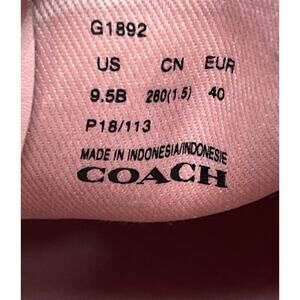 G1892
US CN EUR
9.5B 260(1.5) 40
P18/113
MADE IN INDONESIA/INDONESIE
COACH